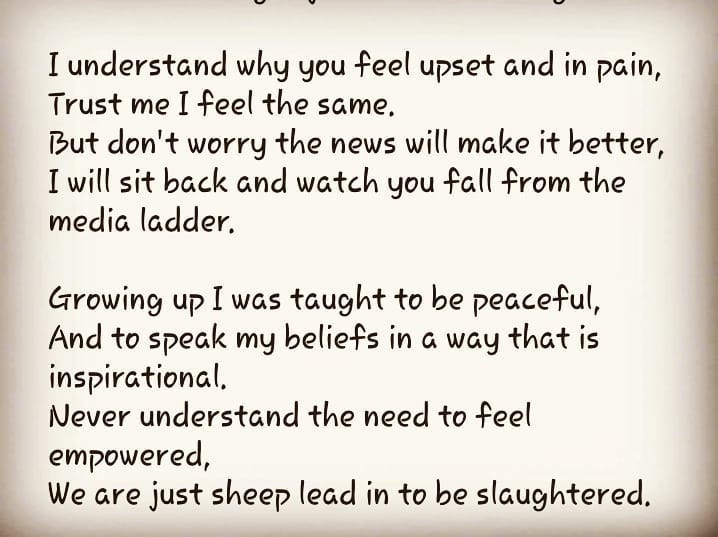 I understand why you feel upset and in pain,
Trust me I feel the same.
But don't worry the news will make it better,
I will sit back and watch you fall from the
media ladder.
Growing up I was taught to be peaceful,
And to speak my beliefs in a way that is
inspirational.
Never understand the need to feel
empowered,
We are just sheep lead in to be slaughtered.